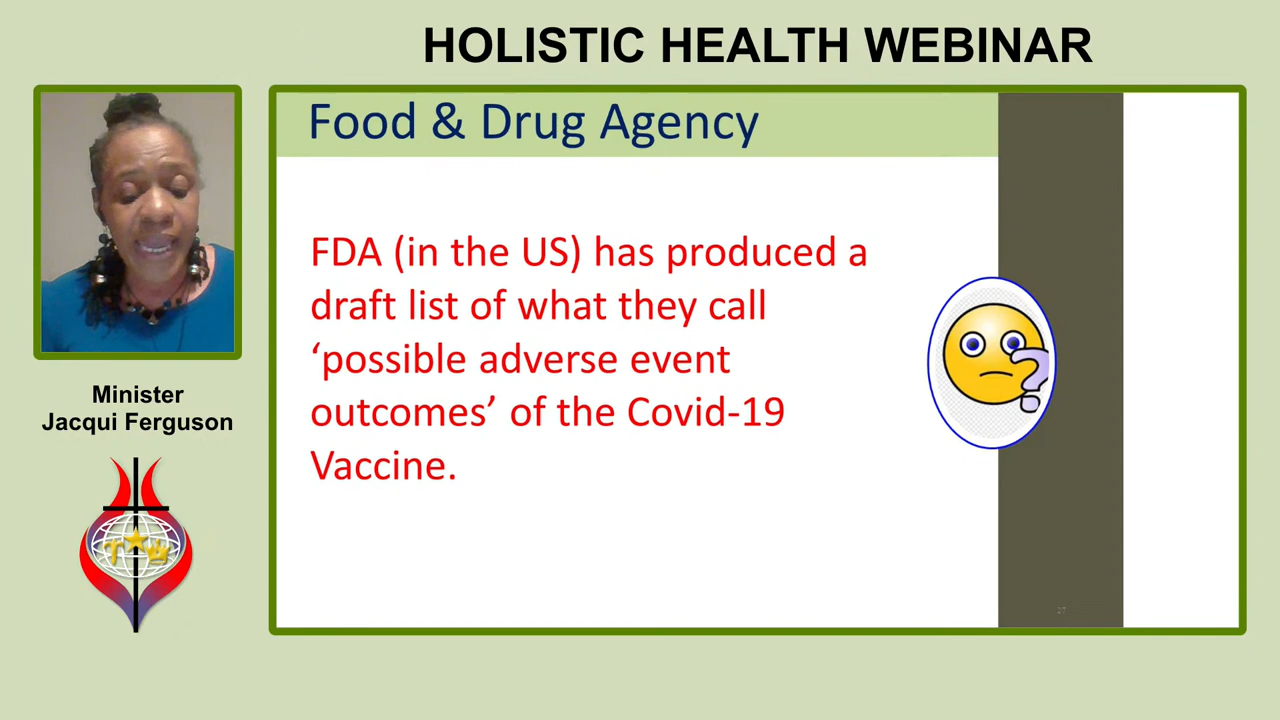 HOLISTIC HEALTH WEBINAR
Food & Drug Agency
FDA (in the US) has produced a
draft list of what they call
‘possible adverse event
outcomes’ of the Covid-19
Vaccine.
27
Minister
Jacqui Ferguson